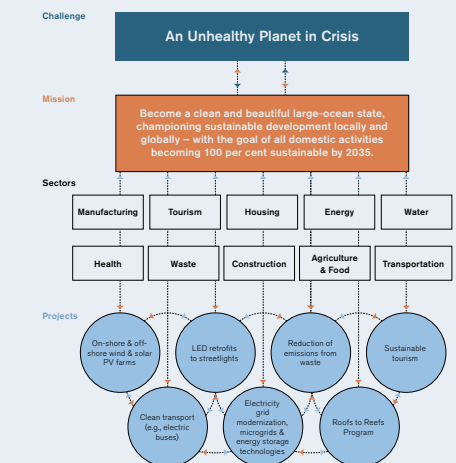 Challenge
An Unhealthy Planet in Crisis
Mission
Become a clean and beautiful large-ocean state,
championing sustainable development locally and
globally – with the goal of all domestic activities
becoming 100 per cent sustainable by 2035.
Sectors
Manufacturing
Tourism
Housing
Energy
Water
Health
Waste
Construction
Agriculture
& Food
Transportation
Projects
On-shore & off-
shore wind & solar
PV farms
LED retrofits
to streetlights
Reduction of
emissions from
waste
Sustainable
tourism
Clean transport
(e.g., electric
buses)
Electricity
grid
modernization,
microgrids &
energy storage
technologies
Roofs to Reefs
Program